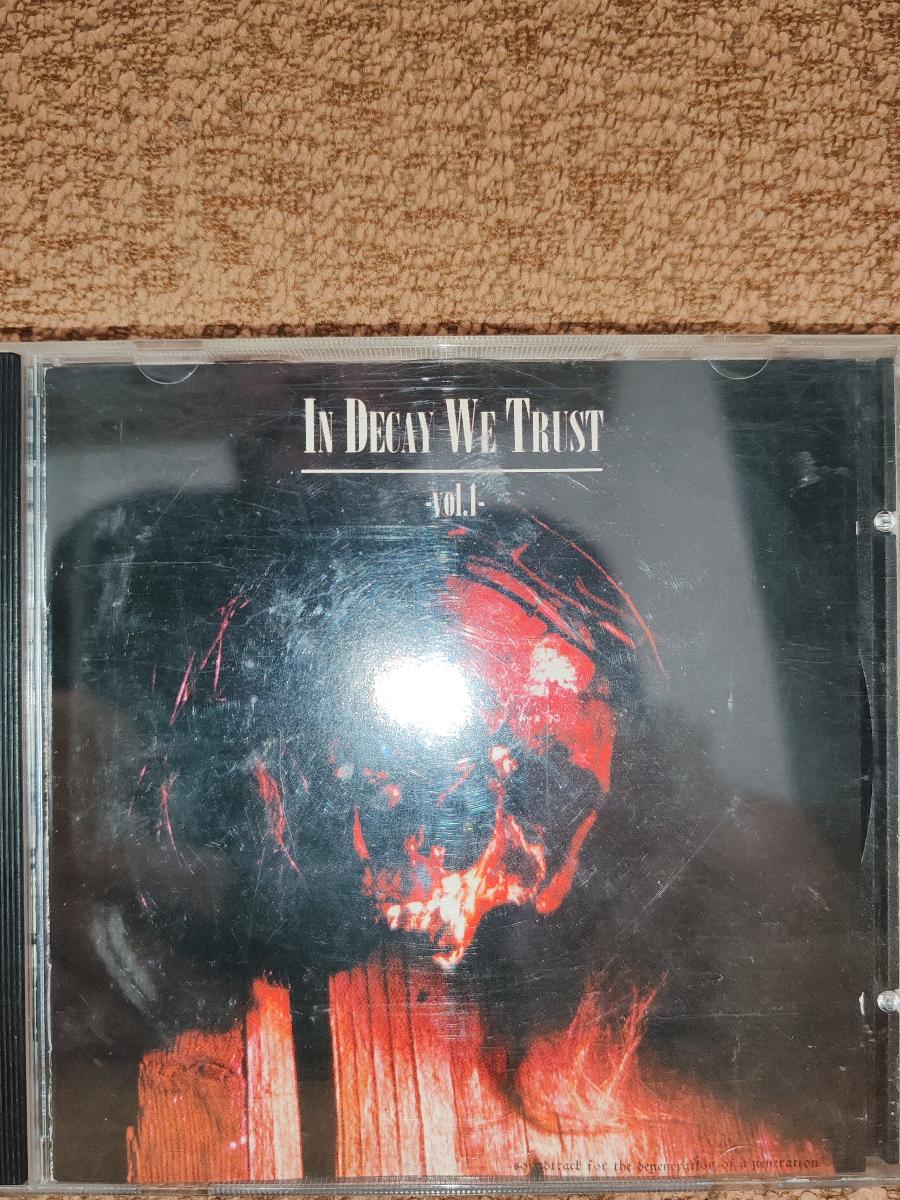 In Decay We Trust
-vol.1-
soundtrack for the degeneration of a generation